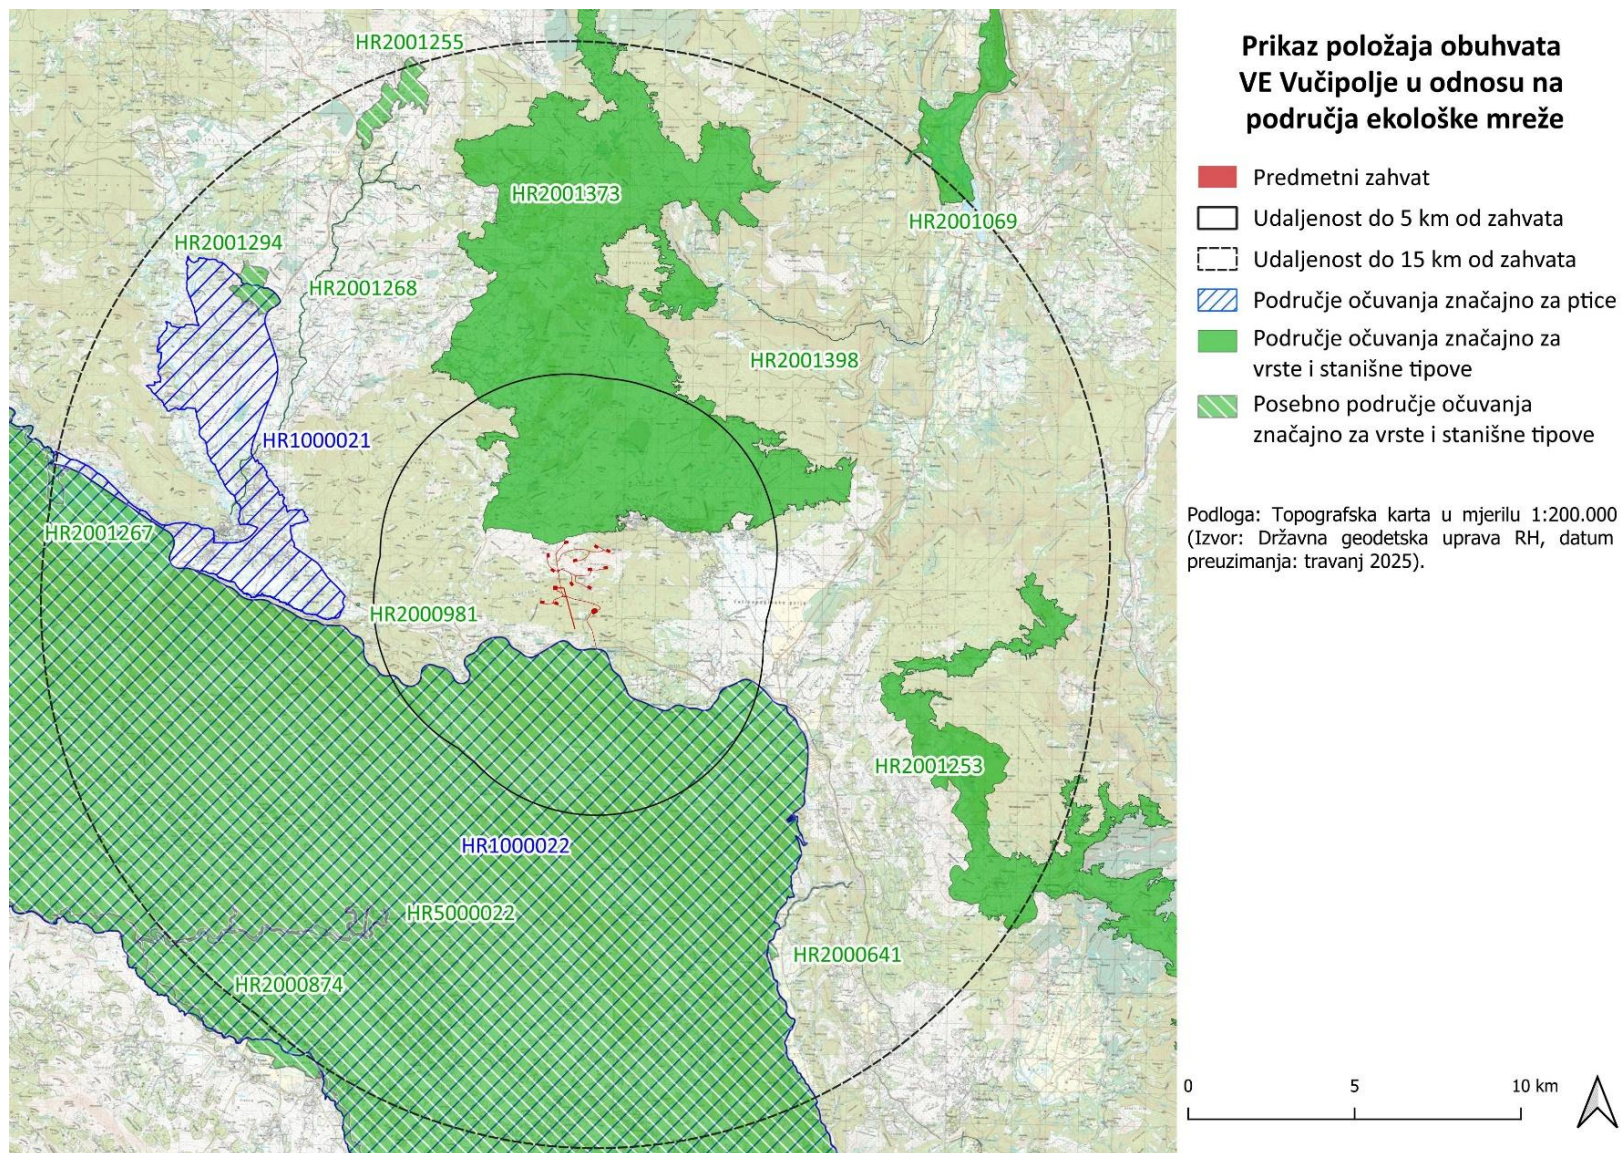 Prikaz položaja obuhvata
VE Vučipolje u odnosu na
područja ekološke mreže
Predmetni zahvat
Udaljenost do 5 km od zahvata
Udaljenost do 15 km od zahvata
Područje očuvanja značajno za ptice
Područje očuvanja značajno za
vrste i stanišne tipove
Posebno područje očuvanja
značajno za vrste i stanišne tipove
Podloga: Topografska karta u mjerilu 1:200.000
(Izvor: Državna geodetska uprava RH, datum
preuzimanja: travanj 2025).
0 5 10 km
HR2001255
HR2001373
HR2001069
HR2001294
HR2001268
HR2001398
HR1000021
HR2001267
HR2000981
HR2001253
HR1000022
HR5000022
HR2000641
HR2000874